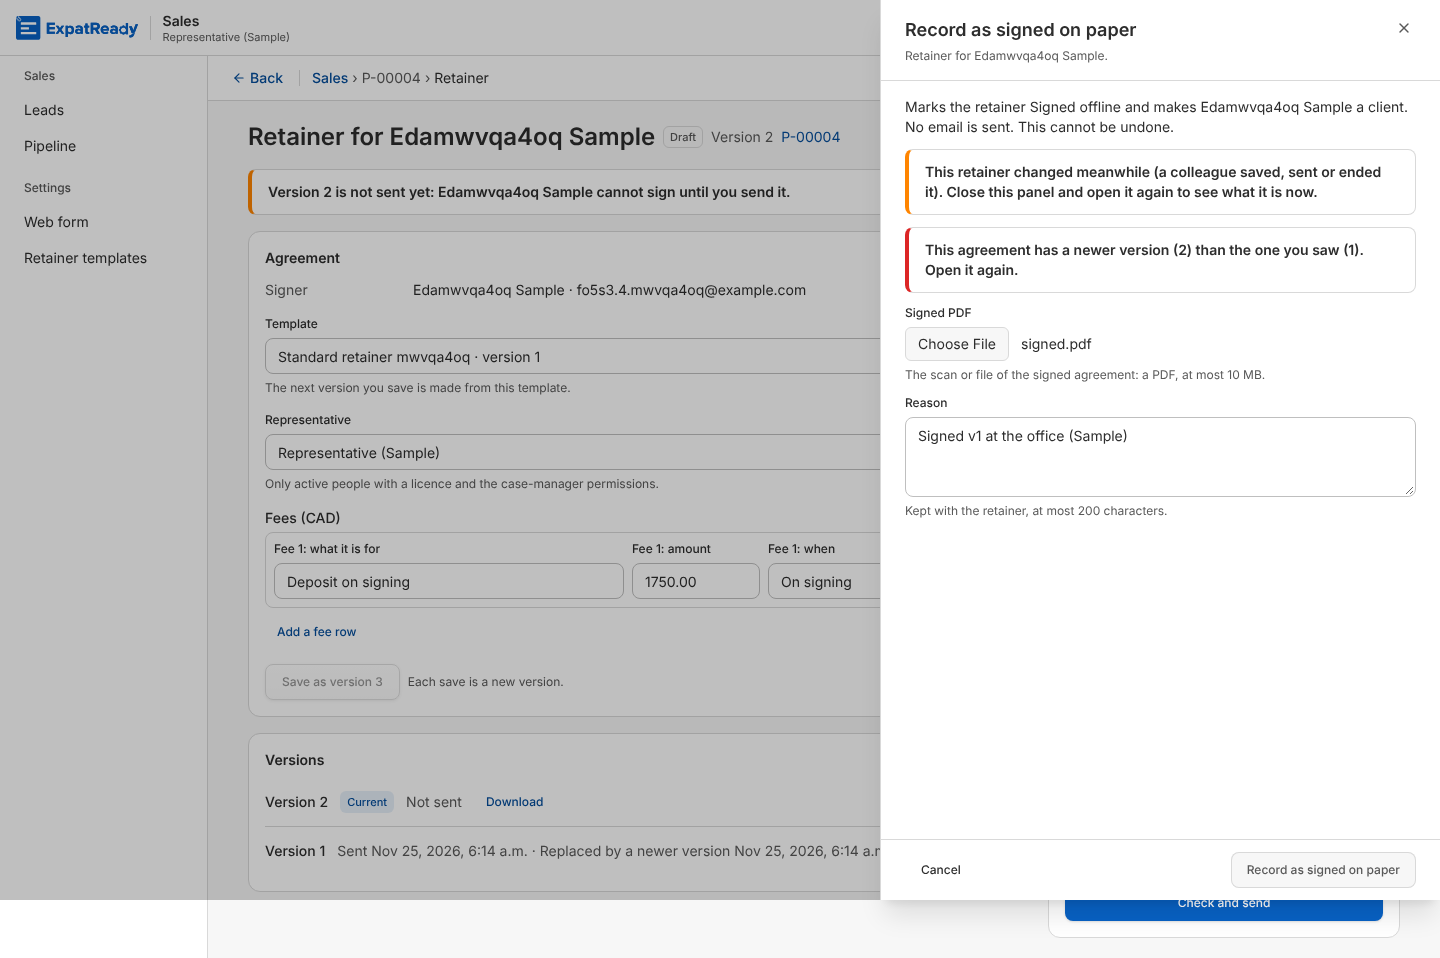 ExpatReady
Sales
Representative (Sample)
Sales
Leads
Pipeline
Settings
Web form
Retainer templates
← Back
Sales › P-00004 › Retainer
Retainer for Edamwvqa4oq Sample Draft Version 2 P-00004
Version 2 is not sent yet: Edamwvqa4oq Sample cannot sign until you send it.
Agreement
Signer Edamwvqa4oq Sample · fo5s3.4.mwvqa4oq@example.com
Template
Standard retainer mwvqa4oq · version 1
The next version you save is made from this template.
Representative
Representative (Sample)
Only active people with a licence and the case-manager permissions.
Fees (CAD)
Fee 1: what it is for Fee 1: amount Fee 1: when
Deposit on signing 1750.00 On signing
Add a fee row
Save as version 3 Each save is a new version.
Versions
Version 2 Current Not sent Download
Version 1 Sent Nov 25, 2026, 6:14 a.m. · Replaced by a newer version Nov 25, 2026, 6:14 a.m
Record as signed on paper
Retainer for Edamwvqa4oq Sample.
Marks the retainer Signed offline and makes Edamwvqa4oq Sample a client.
No email is sent. This cannot be undone.
This retainer changed meanwhile (a colleague saved, sent or ended
it). Close this panel and open it again to see what it is now.
This agreement has a newer version (2) than the one you saw (1).
Open it again.
Signed PDF
Choose File signed.pdf
The scan or file of the signed agreement: a PDF, at most 10 MB.
Reason
Signed v1 at the office (Sample)
Kept with the retainer, at most 200 characters.
Cancel Record as signed on paper
Check and send